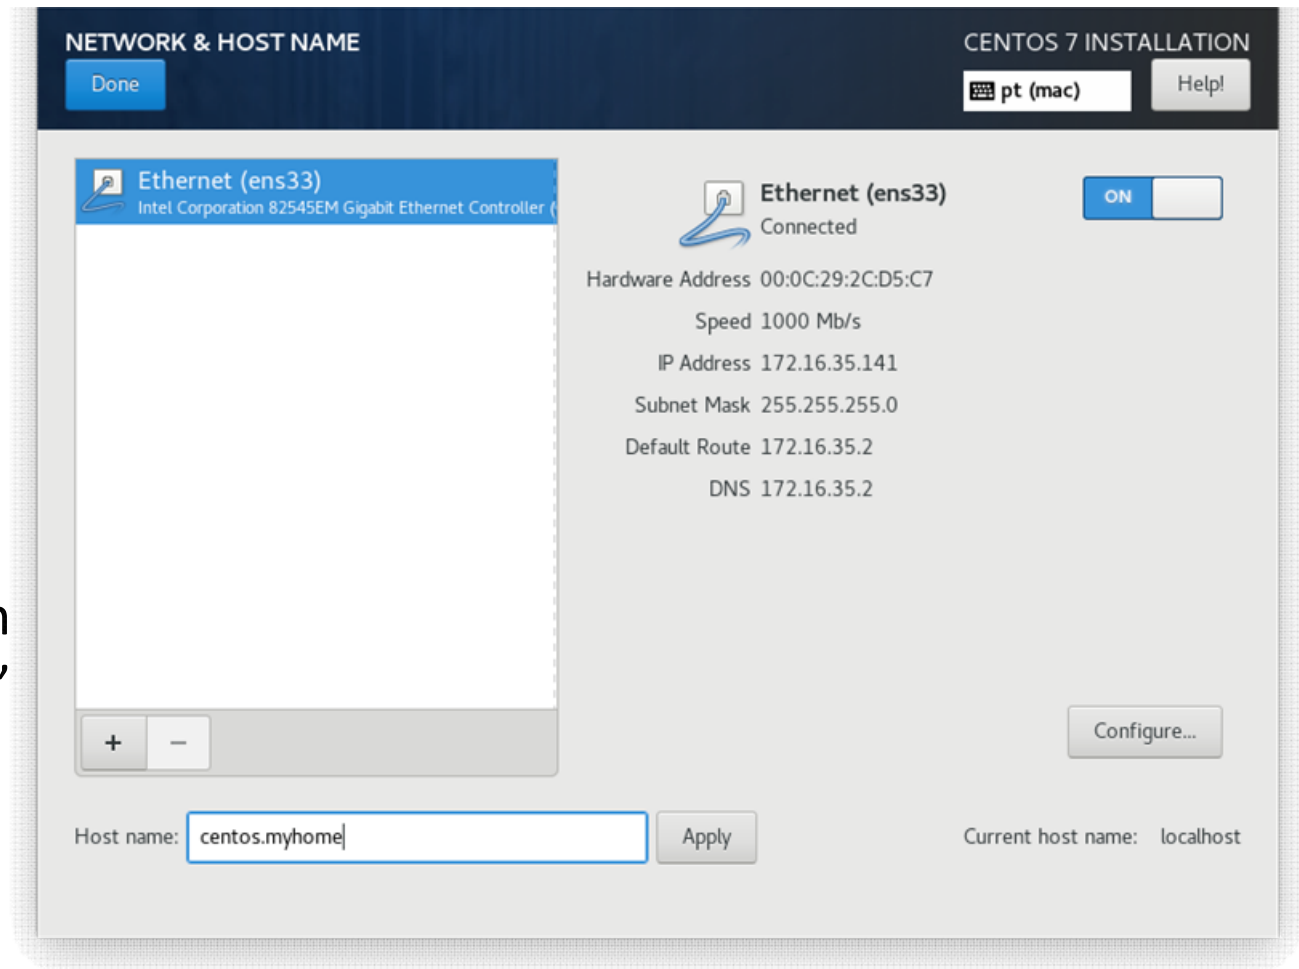 NETWORK & HOST NAME
CENTOS 7 INSTALLATION
Done
pt (mac)
Help!
Ethernet (ens33)
Intel Corporation 82545EM Gigabit Ethernet Controller (
Ethernet (ens33)
ON
Connected
Hardware Address 00:0C:29:2C:D5:C7
Speed 1000 Mb/s
IP Address 172.16.35.141
Subnet Mask 255.255.255.0
Default Route 172.16.35.2
DNS 172.16.35.2
+ −
Configure...
Host name: centos.myhome
Apply
Current host name: localhost